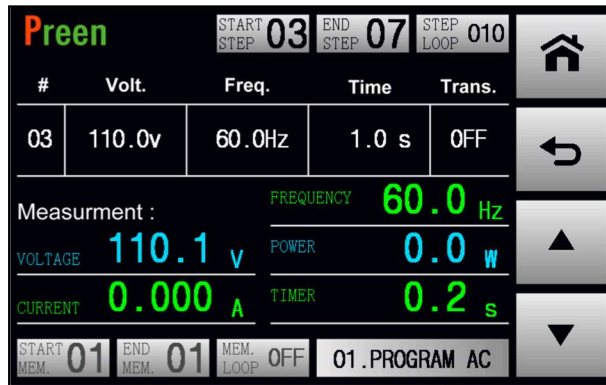 Preen START STEP 03 END STEP 07 STEP LOOP 010
# Volt. Freq. Time Trans.
03 110.0v 60.0Hz 1.0 s OFF
Measurment :
FREQUENCY 60.0 Hz
VOLTAGE 110.1 V POWER 0.0 W
CURRENT 0.000 A TIMER 0.2 s
START MEM. 01 END MEM. 01 MEM. LOOP OFF 01.PROGRAM AC